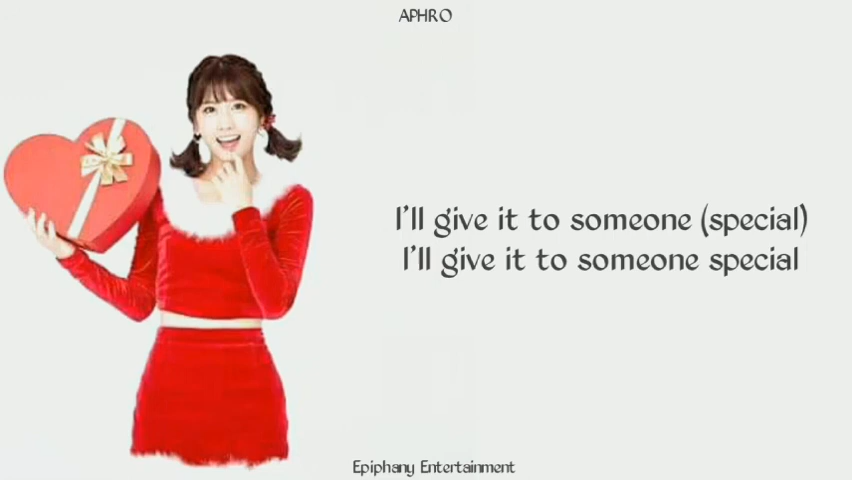 APHRO
I'll give it to someone (special)
I'll give it to someone special
Epiphany Entertainment